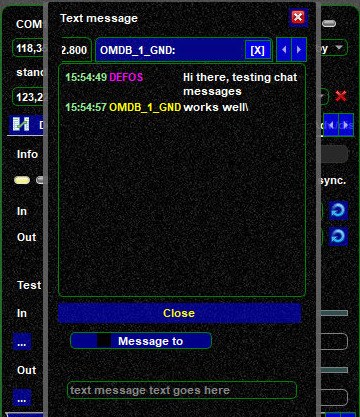 COM
Text message
118,3
2.800
OMDB_1_GND:
[X]
stand
123,2
15:54:49 DEFOS Hi there, testing chat
messages
15:54:57 OMDB_1_GND works well\
Info
sync.
In
Out
Test
In
Close
...
Message to
Out
...
text message text goes here